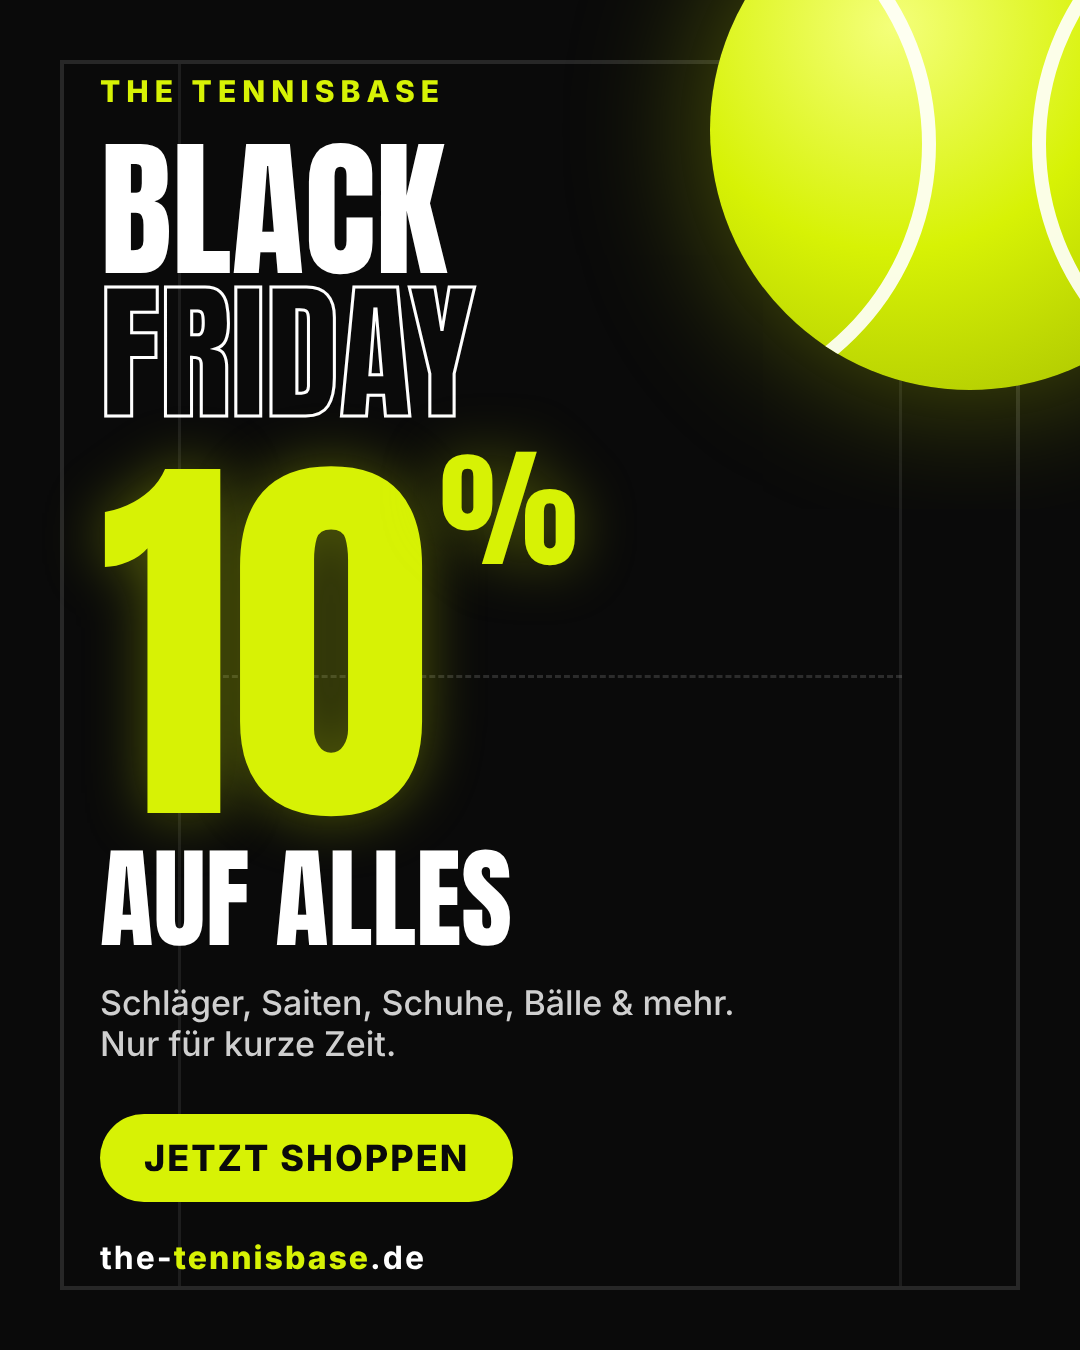 THE TENNISBASE
BLACK
FRIDAY
10%
AUF ALLES
Schläger, Saiten, Schuhe, Bälle & mehr.
Nur für kurze Zeit.
JETZT SHOPPEN
the-tennisbase.de